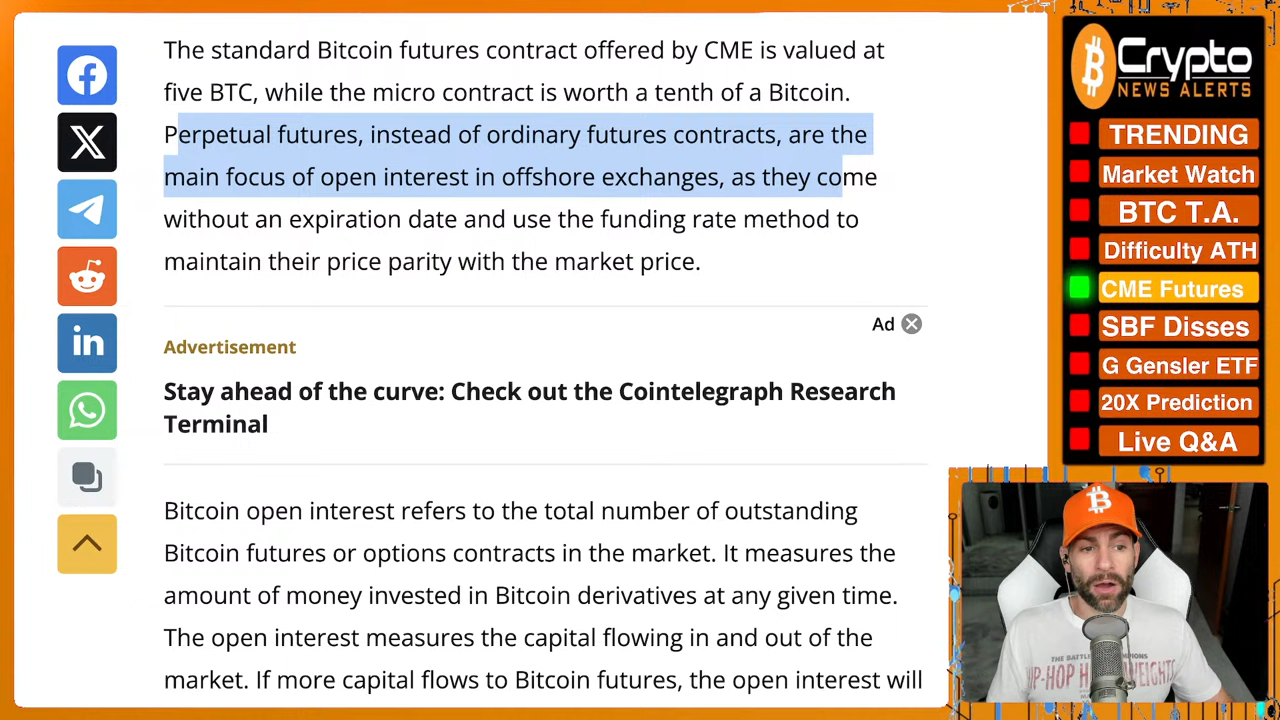 The standard Bitcoin futures contract offered by CME is valued at
five BTC, while the micro contract is worth a tenth of a Bitcoin.
Perpetual futures, instead of ordinary futures contracts, are the
main focus of open interest in offshore exchanges, as they come
without an expiration date and use the funding rate method to
maintain their price parity with the market price.
Ad
Advertisement
Stay ahead of the curve: Check out the Cointelegraph Research
Terminal
Bitcoin open interest refers to the total number of outstanding
Bitcoin futures or options contracts in the market. It measures the
amount of money invested in Bitcoin derivatives at any given time.
The open interest measures the capital flowing in and out of the
market. If more capital flows to Bitcoin futures, the open interest will
Crypto
NEWS ALERTS
TRENDING
Market Watch
BTC T.A.
Difficulty ATH
CME Futures
SBF Disses
G Gensler ETF
20X Prediction
Live Q&A
THE BATTLE
HIP-HOP